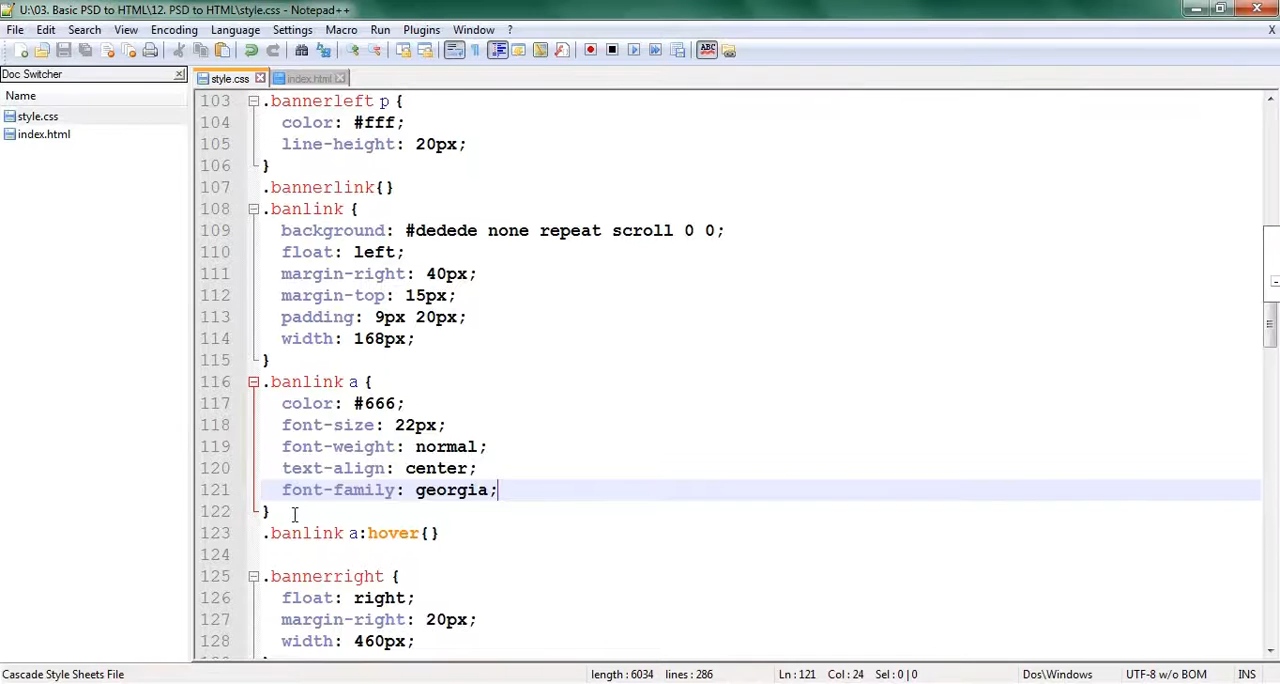 U:\03. Basic PSD to HTML\12. PSD to HTML\style.css - Notepad++
File Edit Search View Encoding Language Settings Macro Run Plugins Window ? X
ABC
Doc Switcher
style.css index.html
Name
style.css
index.html
103 .bannerleft p {
104 color: #fff;
105 line-height: 20px;
106 }
107 .bannerlink{}
108 .banlink {
109 background: #dedede none repeat scroll 0 0;
110 float: left;
111 margin-right: 40px;
112 margin-top: 15px;
113 padding: 9px 20px;
114 width: 168px;
115 }
116 .banlink a {
117 color: #666;
118 font-size: 22px;
119 font-weight: normal;
120 text-align: center;
121 font-family: georgia;
122 }
123 .banlink a:hover{}
124
125 .bannerright {
126 float: right;
127 margin-right: 20px;
128 width: 460px;
Cascade Style Sheets File length : 6034 lines : 286 Ln : 121 Col : 24 Sel : 0 | 0 Dos\Windows UTF-8 w/o BOM INS